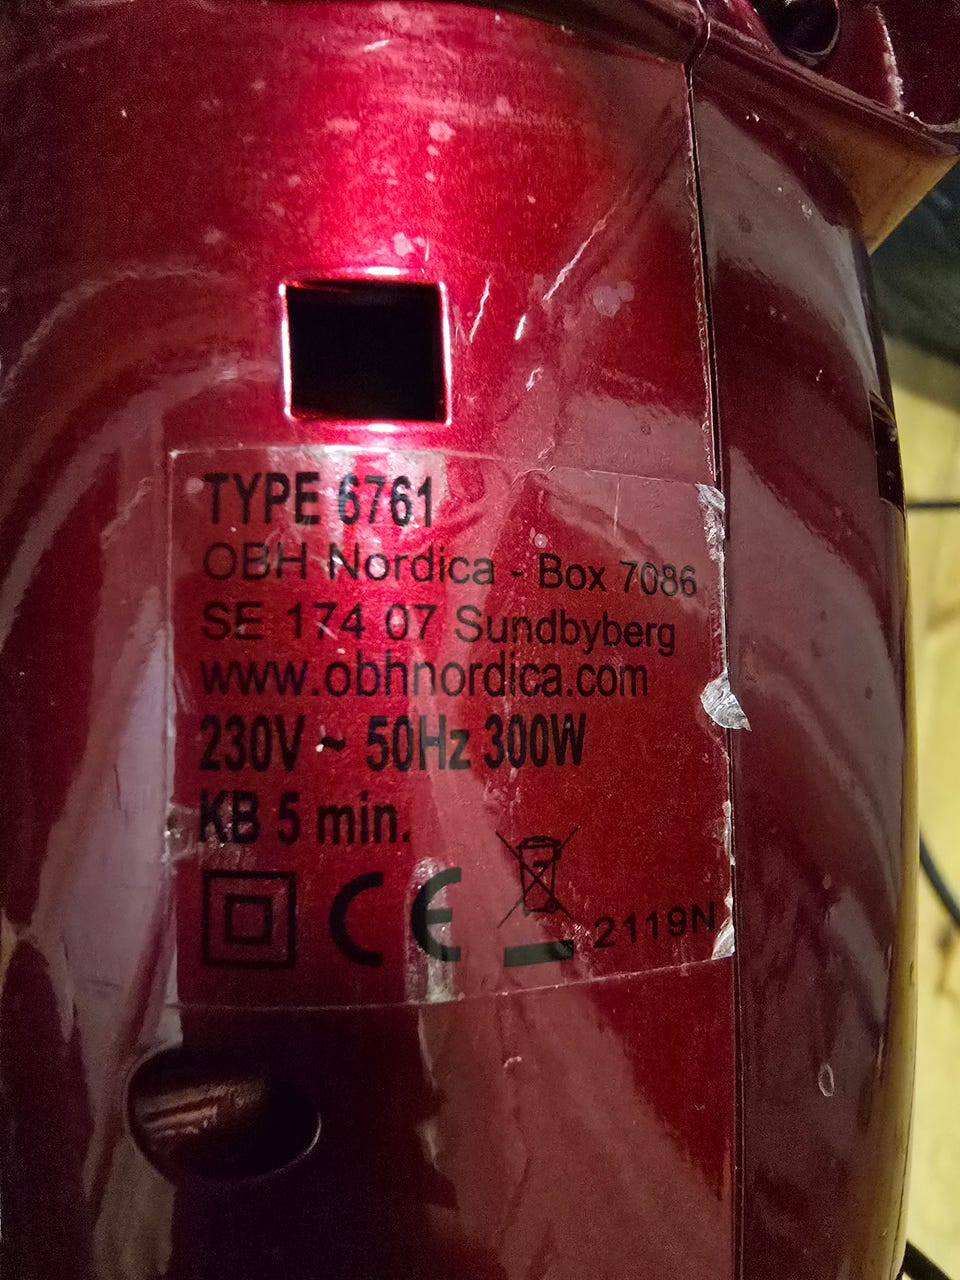 TYPE 6761
OBH Nordica - Box 7086
SE 174 07 Sundbyberg
www.obhnordica.com
230V ~ 50Hz 300W
KB 5 min.
CE 2119N